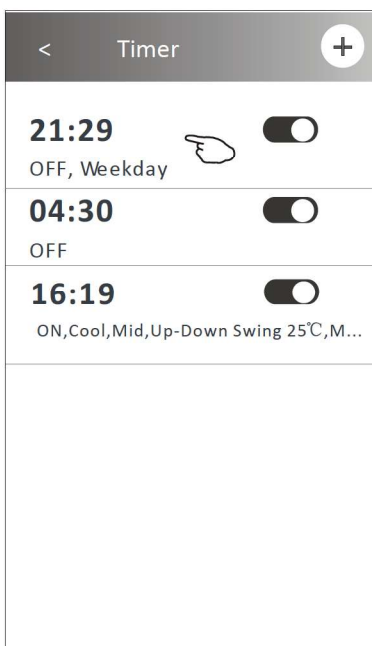 < Timer +
21:29
OFF, Weekday
04:30
OFF
16:19
ON,Cool,Mid,Up-Down Swing 25℃,M...